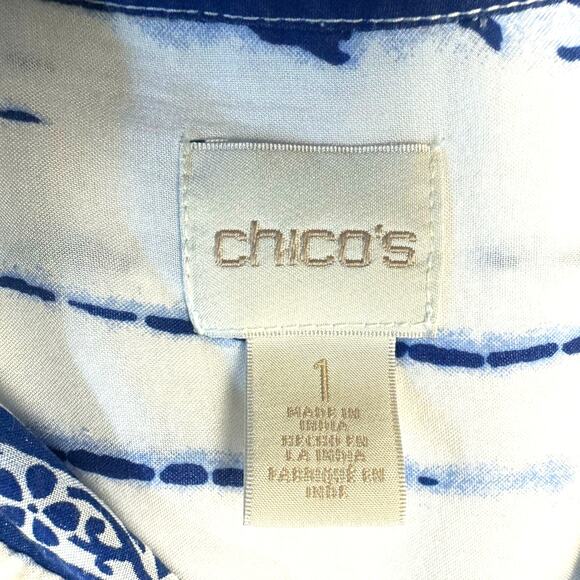 chico's
1
MADE IN
INDIA
HECHO EN
LA INDIA
FABRIQUÉ EN
INDE